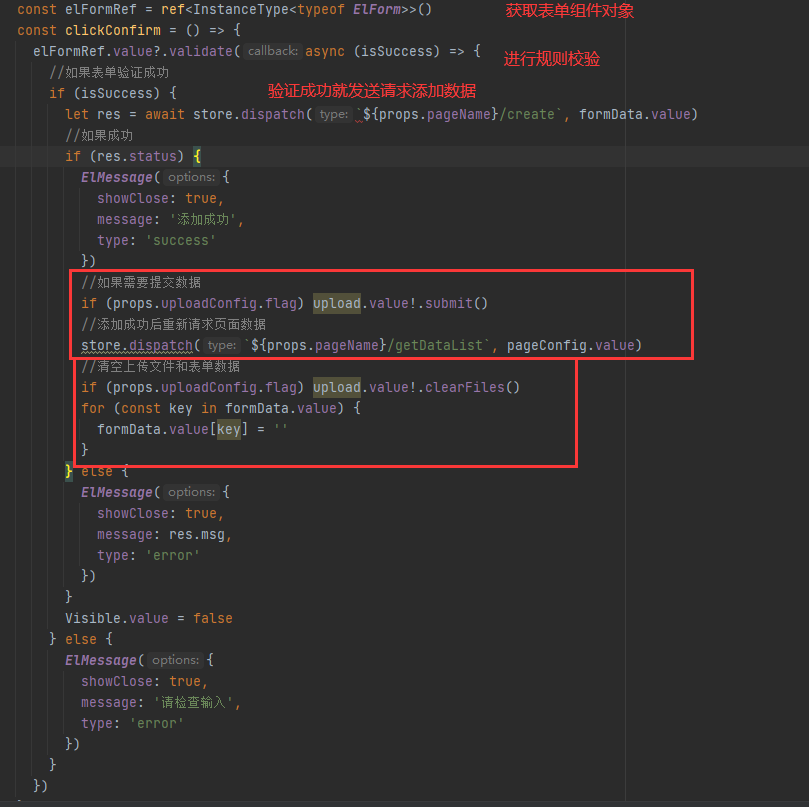 const elFormRef = ref<InstanceType<typeof ElForm>>() 获取表单组件对象
const clickConfirm = () => {
elFormRef.value?.validate( callback: async (isSuccess) => { 进行规则校验
//如果表单验证成功
if (isSuccess) { 验证成功就发送请求添加数据
let res = await store.dispatch( type: `${props.pageName}/create`, formData.value)
//如果成功
if (res.status) {
ElMessage( options: {
showClose: true,
message: '添加成功',
type: 'success'
})
//如果需要提交数据
if (props.uploadConfig.flag) upload.value!.submit()
//添加成功后重新请求页面数据
store.dispatch( type: `${props.pageName}/getDataList`, pageConfig.value)
//清空上传文件和表单数据
if (props.uploadConfig.flag) upload.value!.clearFiles()
for (const key in formData.value) {
formData.value[key] = ''
}
} else {
ElMessage( options: {
showClose: true,
message: res.msg,
type: 'error'
})
}
Visible.value = false
} else {
ElMessage( options: {
showClose: true,
message: '请检查输入',
type: 'error'
})
}
})